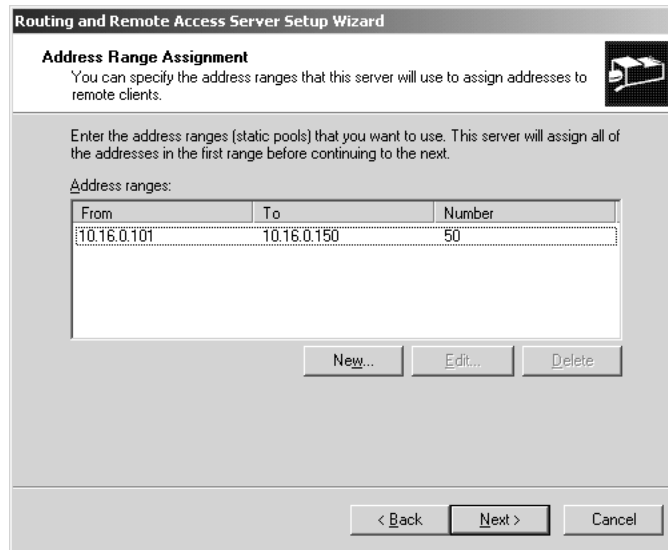 Routing and Remote Access Server Setup Wizard
Address Range Assignment
You can specify the address ranges that this server will use to assign addresses to
remote clients.
Enter the address ranges (static pools) that you want to use. This server will assign all of
the addresses in the first range before continuing to the next.
Address ranges:
From To Number
10.16.0.101 10.16.0.150 50
New... Edit... Delete
< Back Next > Cancel